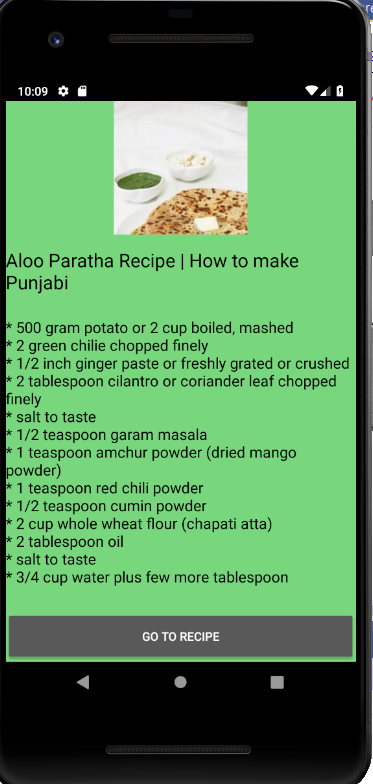 10:09
Aloo Paratha Recipe | How to make
Punjabi
* 500 gram potato or 2 cup boiled, mashed
* 2 green chilie chopped finely
* 1/2 inch ginger paste or freshly grated or crushed
* 2 tablespoon cilantro or coriander leaf chopped
finely
* salt to taste
* 1/2 teaspoon garam masala
* 1 teaspoon amchur powder (dried mango
powder)
* 1 teaspoon red chili powder
* 1/2 teaspoon cumin powder
* 2 cup whole wheat flour (chapati atta)
* 2 tablespoon oil
* salt to taste
* 3/4 cup water plus few more tablespoon
GO TO RECIPE